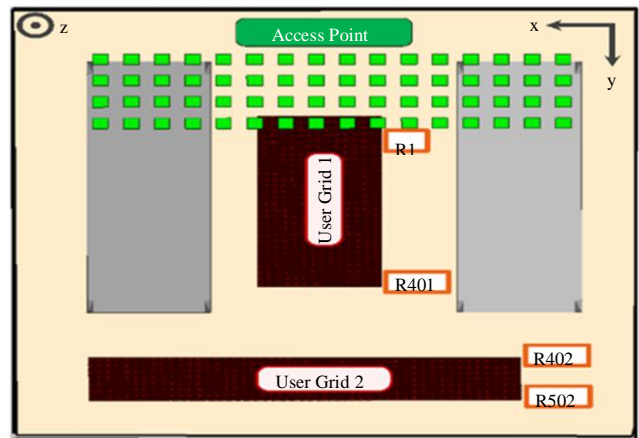 z
Access Point
x
y
R1
User Grid 1
R401
R402
User Grid 2
R502